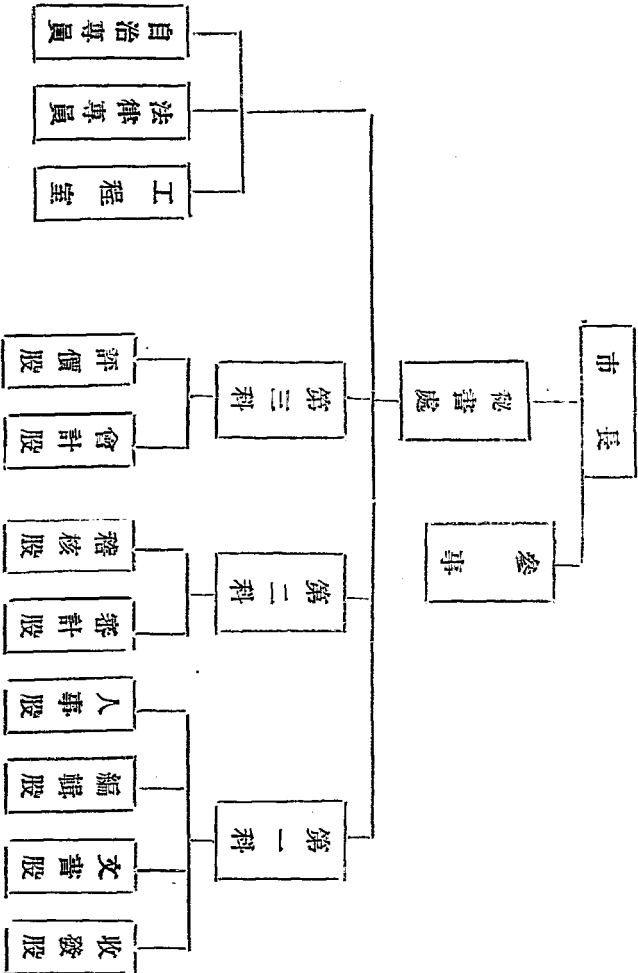 市長
參事
秘書處
第一科
第二科
第三科
收發股
文書股
編輯股
人事股
審計股
稽核股
會計股
評價股
工程室
法律專員
自治專員